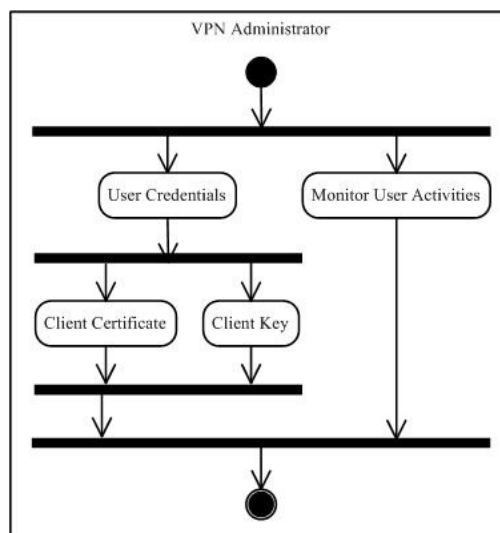 VPN Administrator
User Credentials
Monitor User Activities
Client Certificate
Client Key